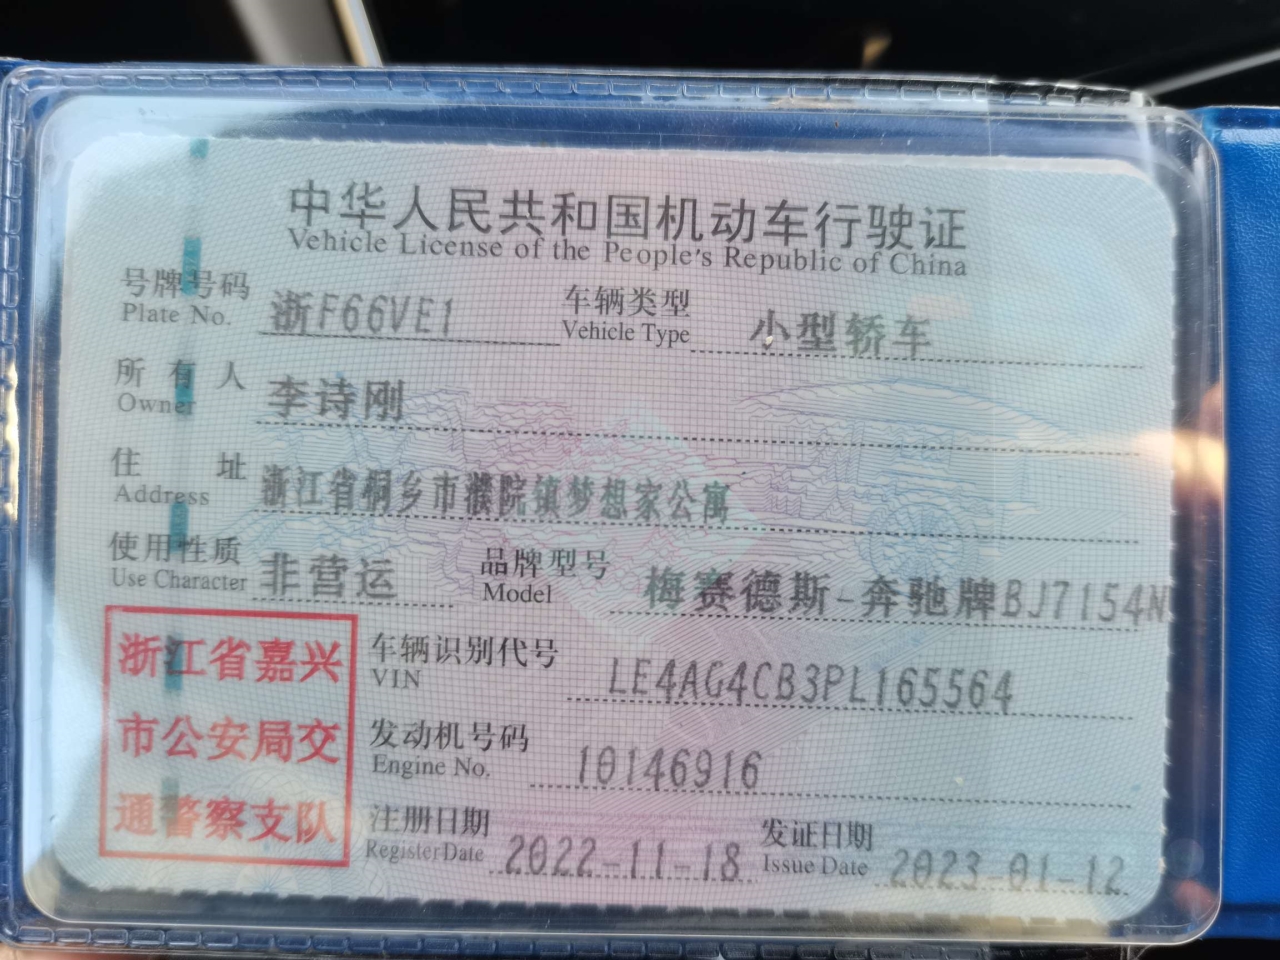 中华人民共和国机动车行驶证
Vehicle License of the People's Republic of China
号牌号码 浙F66VE1 车辆类型 小型轿车
Plate No. Vehicle Type
所有人 李诗刚
Owner
住址 浙江省桐乡市濮院镇梦想家公寓
Address
使用性质 非营运 品牌型号 梅赛德斯-奔驰牌BJ7154N
Use Character Model
浙江省嘉兴
市公安局交
通警察支队
车辆识别代号 LE4AG4CB3PL165564
VIN
发动机号码 10146916
Engine No.
注册日期 2022-11-18 发证日期 2023-01-12
Register Date Issue Date